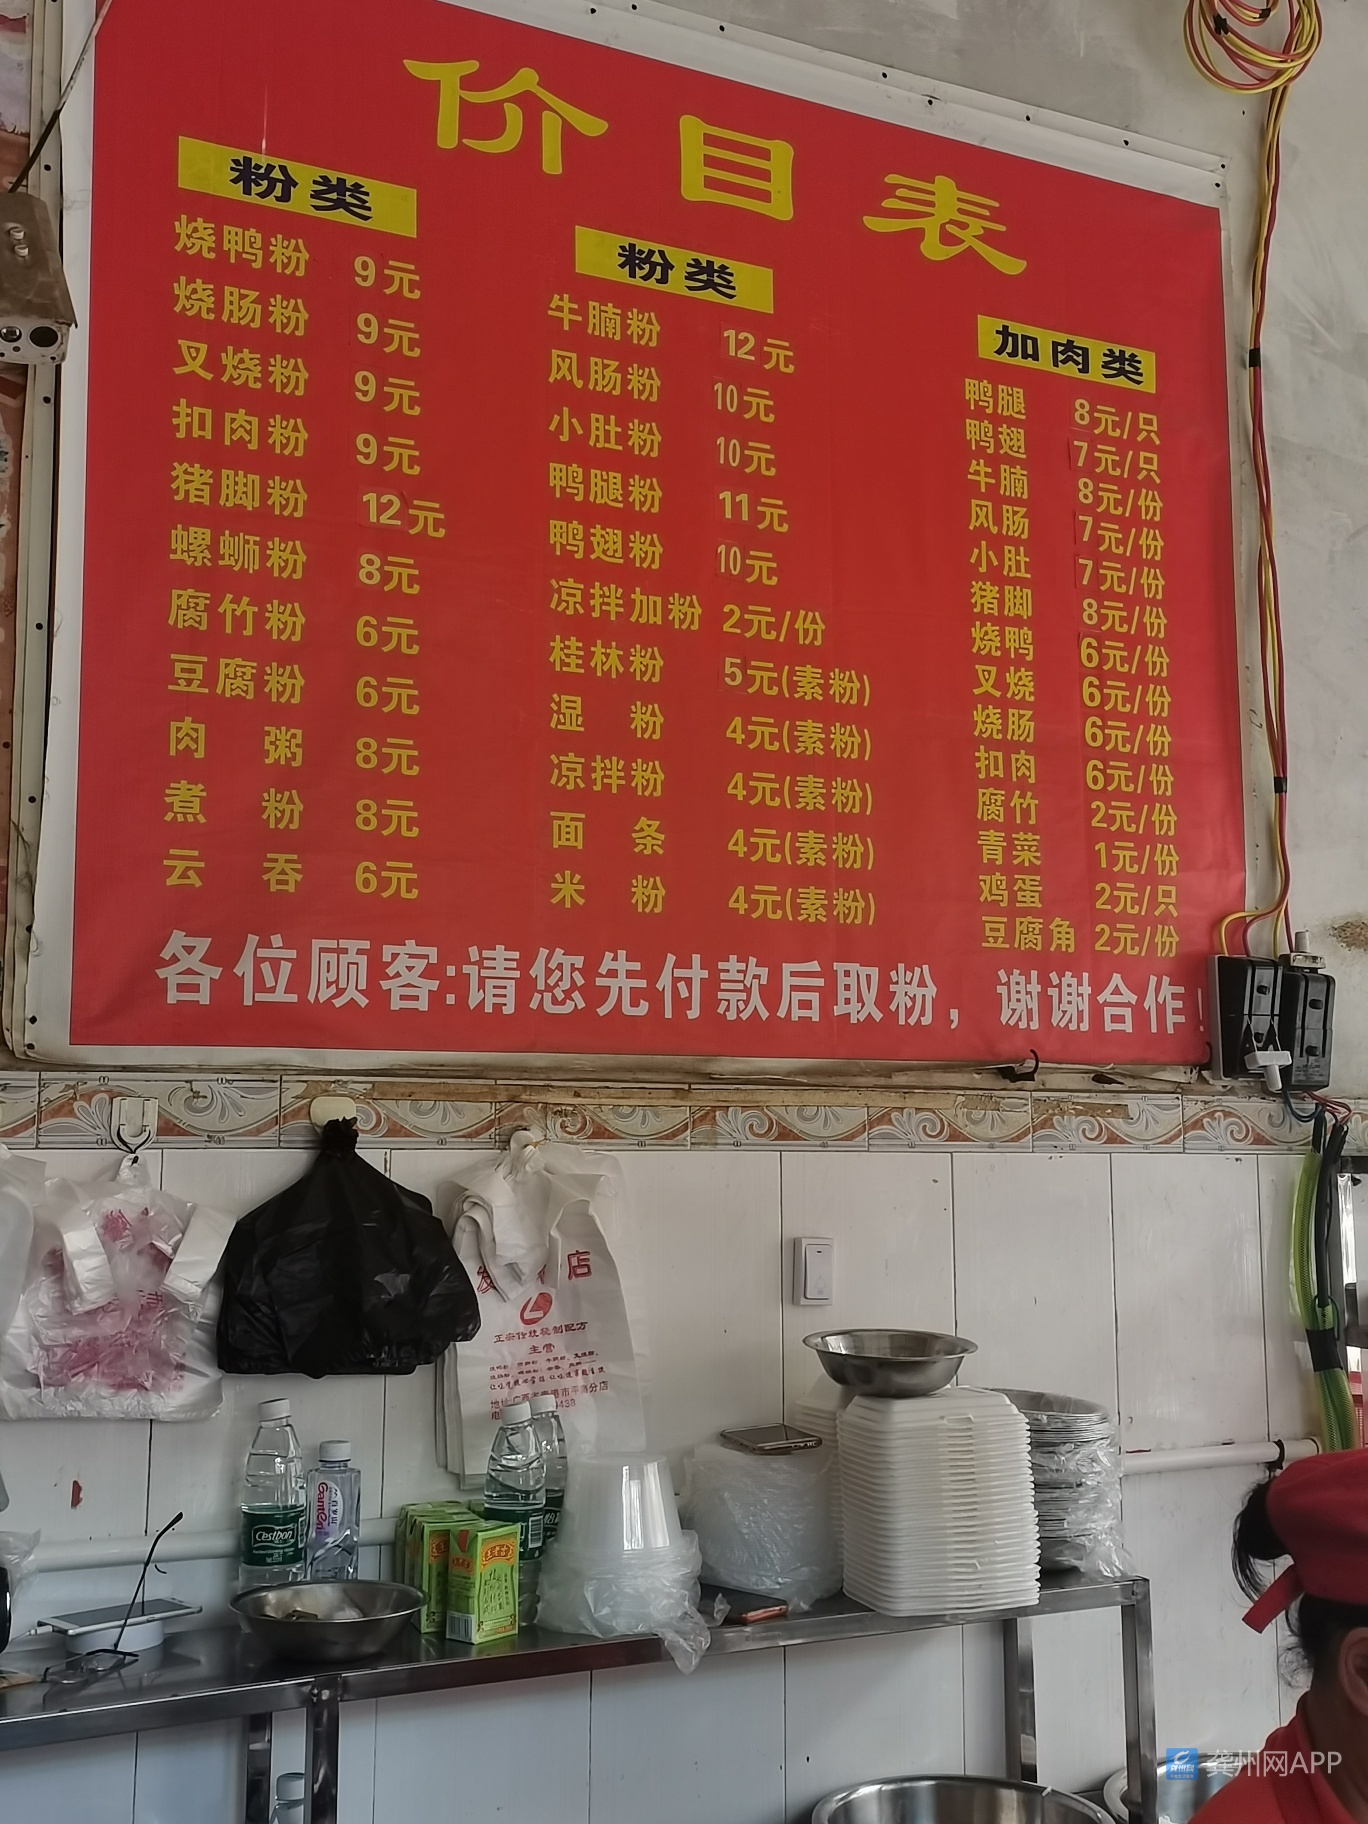 价目表
粉类
烧鸭粉 9元
烧肠粉 9元
叉烧粉 9元
扣肉粉 9元
猪脚粉 12元
螺蛳粉 8元
腐竹粉 6元
豆腐粉 6元
肉粥 8元
煮粉 8元
云吞 6元
粉类
牛腩粉 12元
风肠粉 10元
小肚粉 10元
鸭腿粉 11元
鸭翅粉 10元
凉拌加粉 2元/份
桂林粉 5元(素粉)
湿粉 4元(素粉)
凉拌粉 4元(素粉)
面条 4元(素粉)
米粉 4元(素粉)
加肉类
鸭腿 8元/只
鸭翅 7元/只
牛腩 8元/份
风肠 7元/份
小肚 7元/份
猪脚 8元/份
烧鸭 6元/份
叉烧 6元/份
烧肠 6元/份
扣肉 6元/份
腐竹 2元/份
青菜 1元/份
鸡蛋 2元/只
豆腐角 2元/份
各位顾客:请您先付款后取粉，谢谢合作!
店
主营
C'estbon
龚州网APP